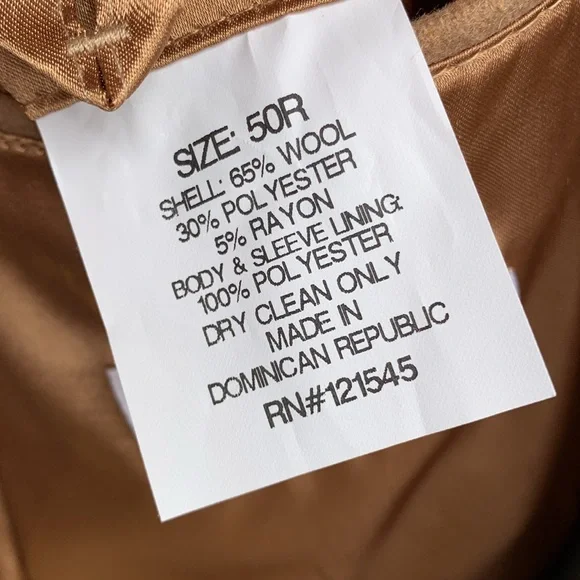 SIZE: 50R
SHELL: 65% WOOL
30% POLYESTER
5% RAYON
BODY & SLEEVE LINING:
100% POLYESTER
DRY CLEAN ONLY
MADE IN
DOMINICAN REPUBLIC
RN#121545